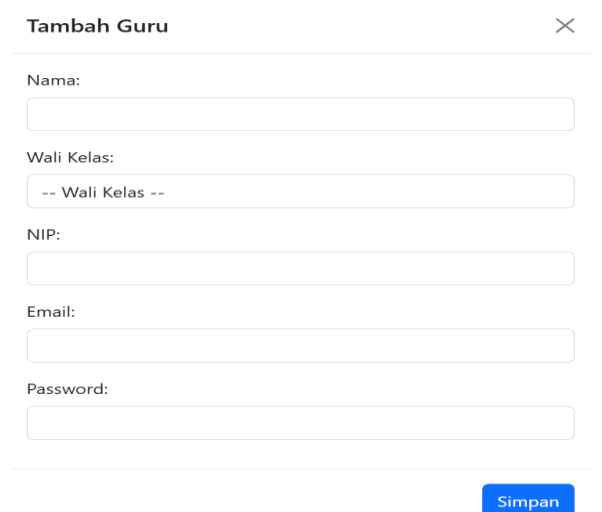 Tambah Guru
Nama:
Wali Kelas:
-- Wali Kelas --
NIP:
Email:
Password:
Simpan